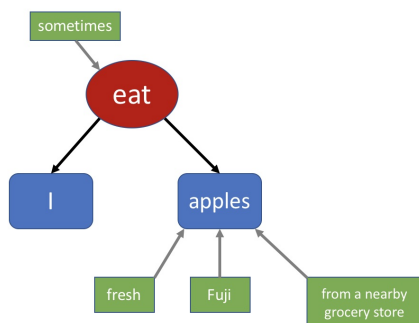 sometimes
eat
I
apples
fresh
Fuji
from a nearby
grocery store